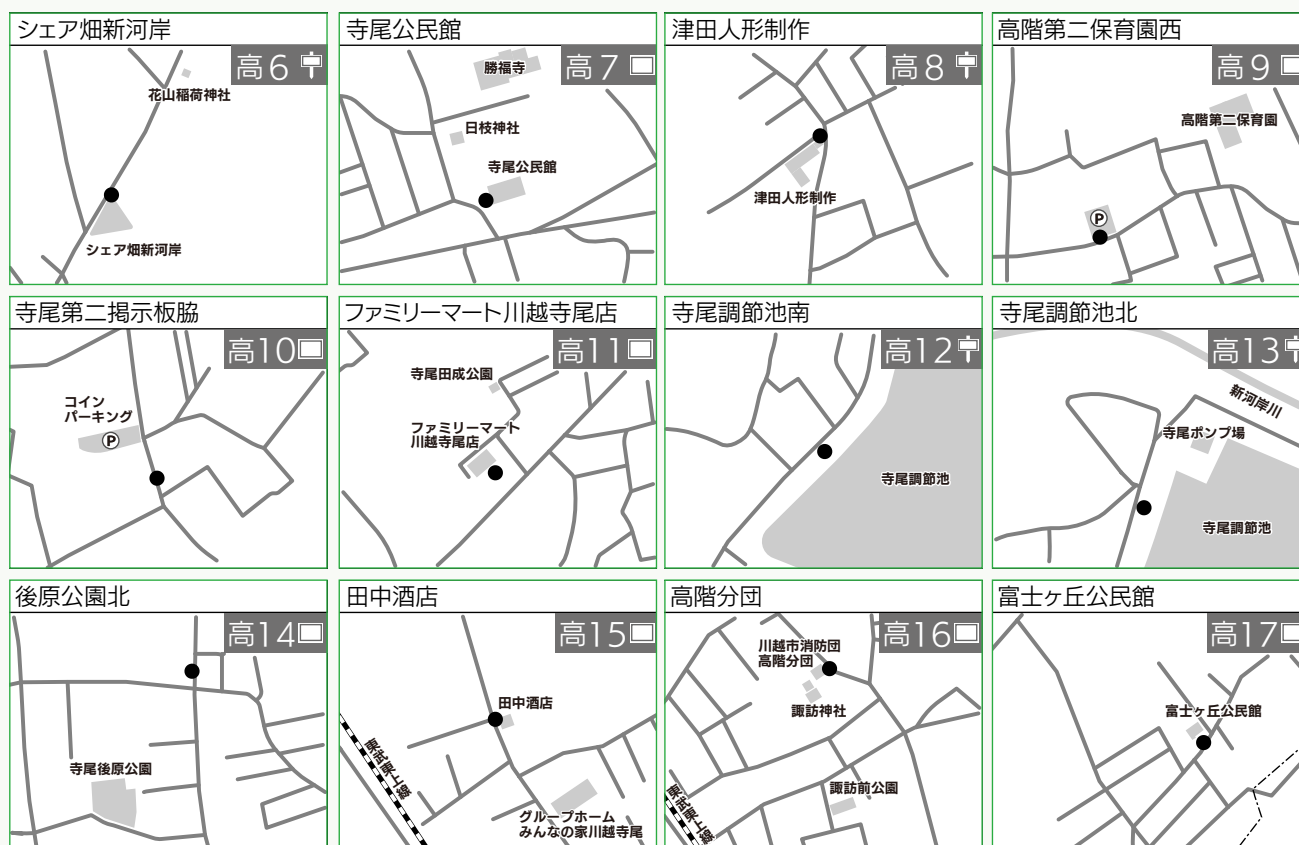 シェア畑新河岸
高6
花山稲荷神社
シェア畑新河岸
寺尾公民館
高7
勝福寺
日枝神社
寺尾公民館
津田人形制作
高8
津田人形制作
高階第二保育園西
高9
高階第二保育園
P
寺尾第二掲示板脇
高10
コイン
パーキング
P
ファミリーマート川越寺尾店
高11
寺尾田成公園
ファミリーマート
川越寺尾店
寺尾調節池南
高12
寺尾調節池
寺尾調節池北
高13
新河岸川
寺尾ポンプ場
寺尾調節池
後原公園北
高14
寺尾後原公園
田中酒店
高15
田中酒店
東武東上線
グループホーム
みんなの家川越寺尾
高階分団
高16
川越市消防団
高階分団
諏訪神社
諏訪前公園
東武東上線
富士ヶ丘公民館
高17
富士ヶ丘公民館